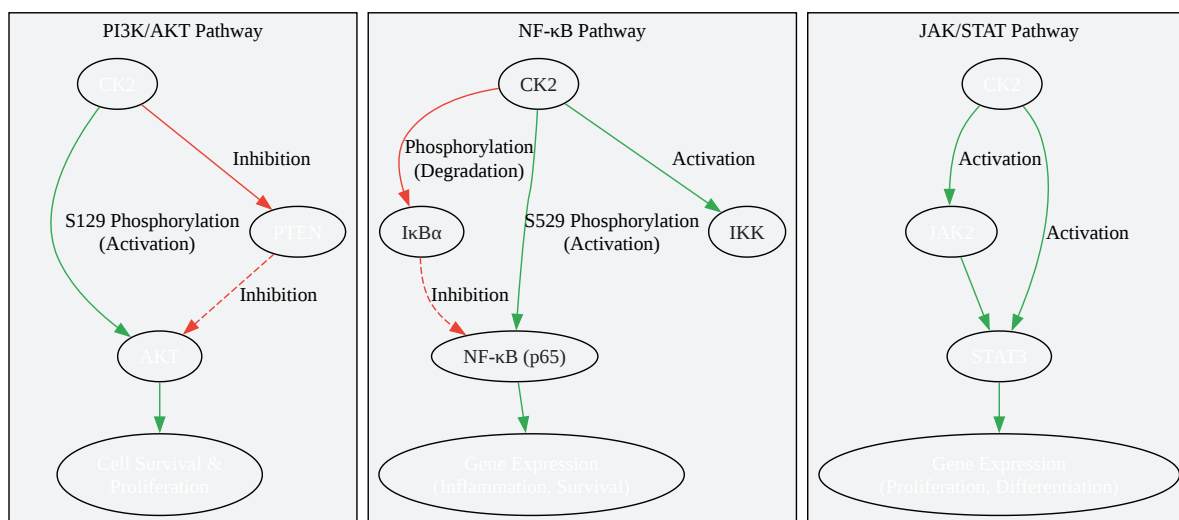 PI3K/AKT Pathway
CK2
Inhibition
S129 Phosphorylation
(Activation)
PTEN
Inhibition
AKT
Cell Survival &
Proliferation
NF-κB Pathway
CK2
Phosphorylation
(Degradation)
Activation
S529 Phosphorylation
(Activation)
IκBα
IKK
Inhibition
NF-κB (p65)
Gene Expression
(Inflammation, Survival)
JAK/STAT Pathway
CK2
Activation
JAK2
Activation
STAT3
Gene Expression
(Proliferation, Differentiation)